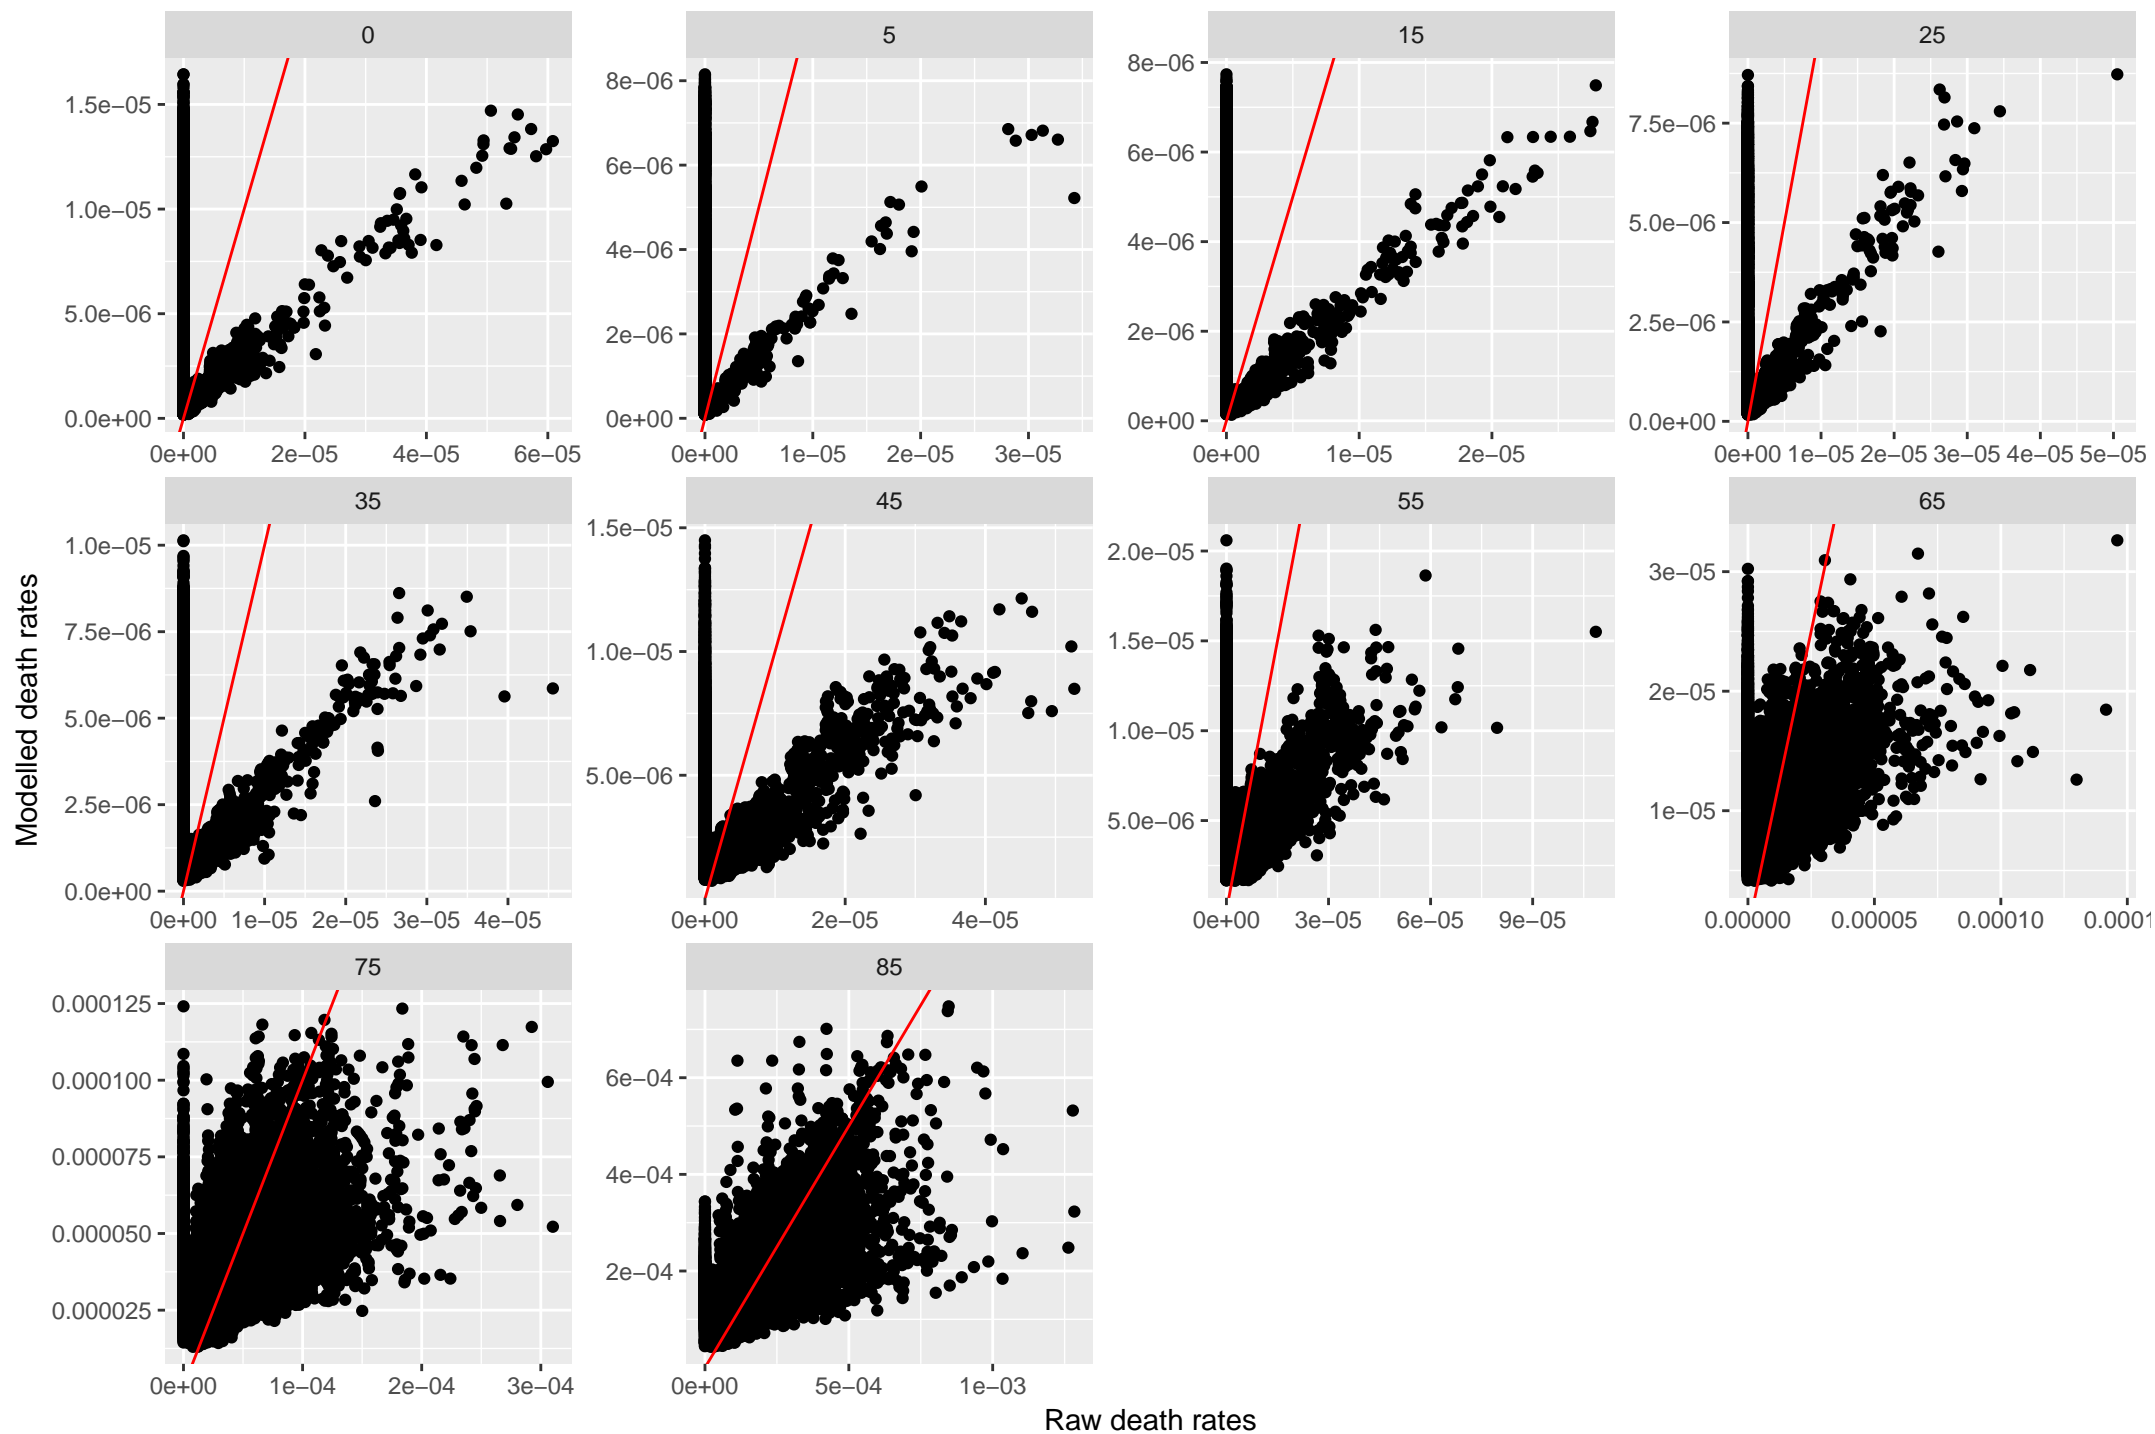 0 5 15 25
1.5e−05 8e−06 8e−06 7.5e−06
1.0e−05 6e−06 6e−06 5.0e−06
5.0e−06 4e−06 4e−06 2.5e−06
0.0e+00 2e−06 2e−06 0.0e+00
0e+00 0e+00
0e+00 2e−05 4e−05 6e−05 0e+00 1e−05 2e−05 3e−05 0e+00 1e−05 2e−05 0e+00 1e−05 2e−05 3e−05 4e−05 5e−05
35 45 55 65
1.0e−05 1.5e−05 2.0e−05 3e−05
7.5e−06 1.0e−05 1.5e−05 2e−05
5.0e−06 5.0e−06 1.0e−05 1e−05
2.5e−06 5.0e−06
0.0e+00
0e+00 1e−05 2e−05 3e−05 4e−05 0e+00 2e−05 4e−05 0e+00 3e−05 6e−05 9e−05 0.00000 0.00005 0.00010 0.0001
75 85
0.000125 6e−04
0.000100 4e−04
0.000075 2e−04
0.000050
0.000025
0e+00 1e−04 2e−04 3e−04 0e+00 5e−04 1e−03
Modelled death rates
Raw death rates